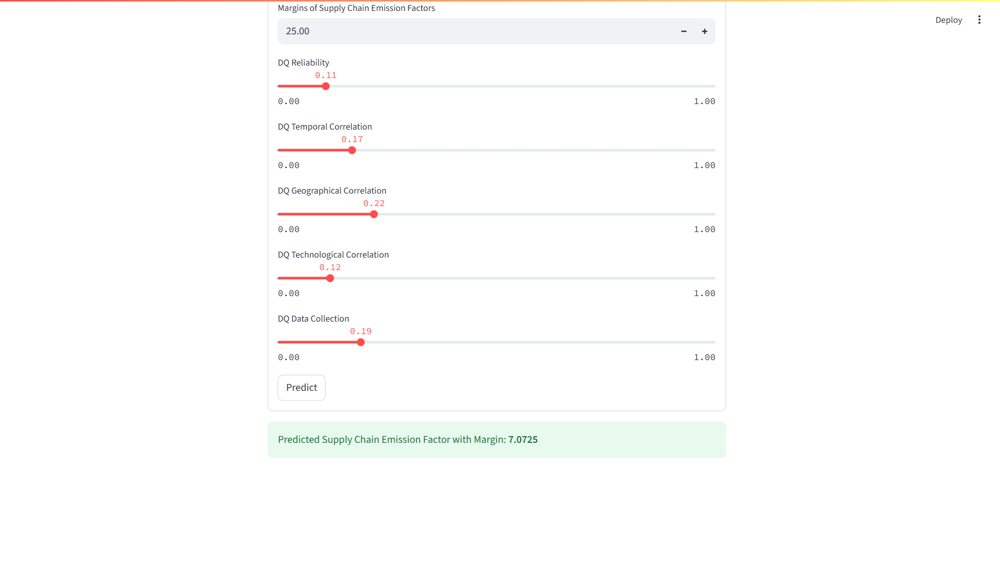 Margins of Supply Chain Emission Factors
Deploy
25.00
DQ Reliability
0.11
0.00 1.00
DQ Temporal Correlation
0.17
0.00 1.00
DQ Geographical Correlation
0.22
0.00 1.00
DQ Technological Correlation
0.12
0.00 1.00
DQ Data Collection
0.19
0.00 1.00
Predict
Predicted Supply Chain Emission Factor with Margin: 7.0725